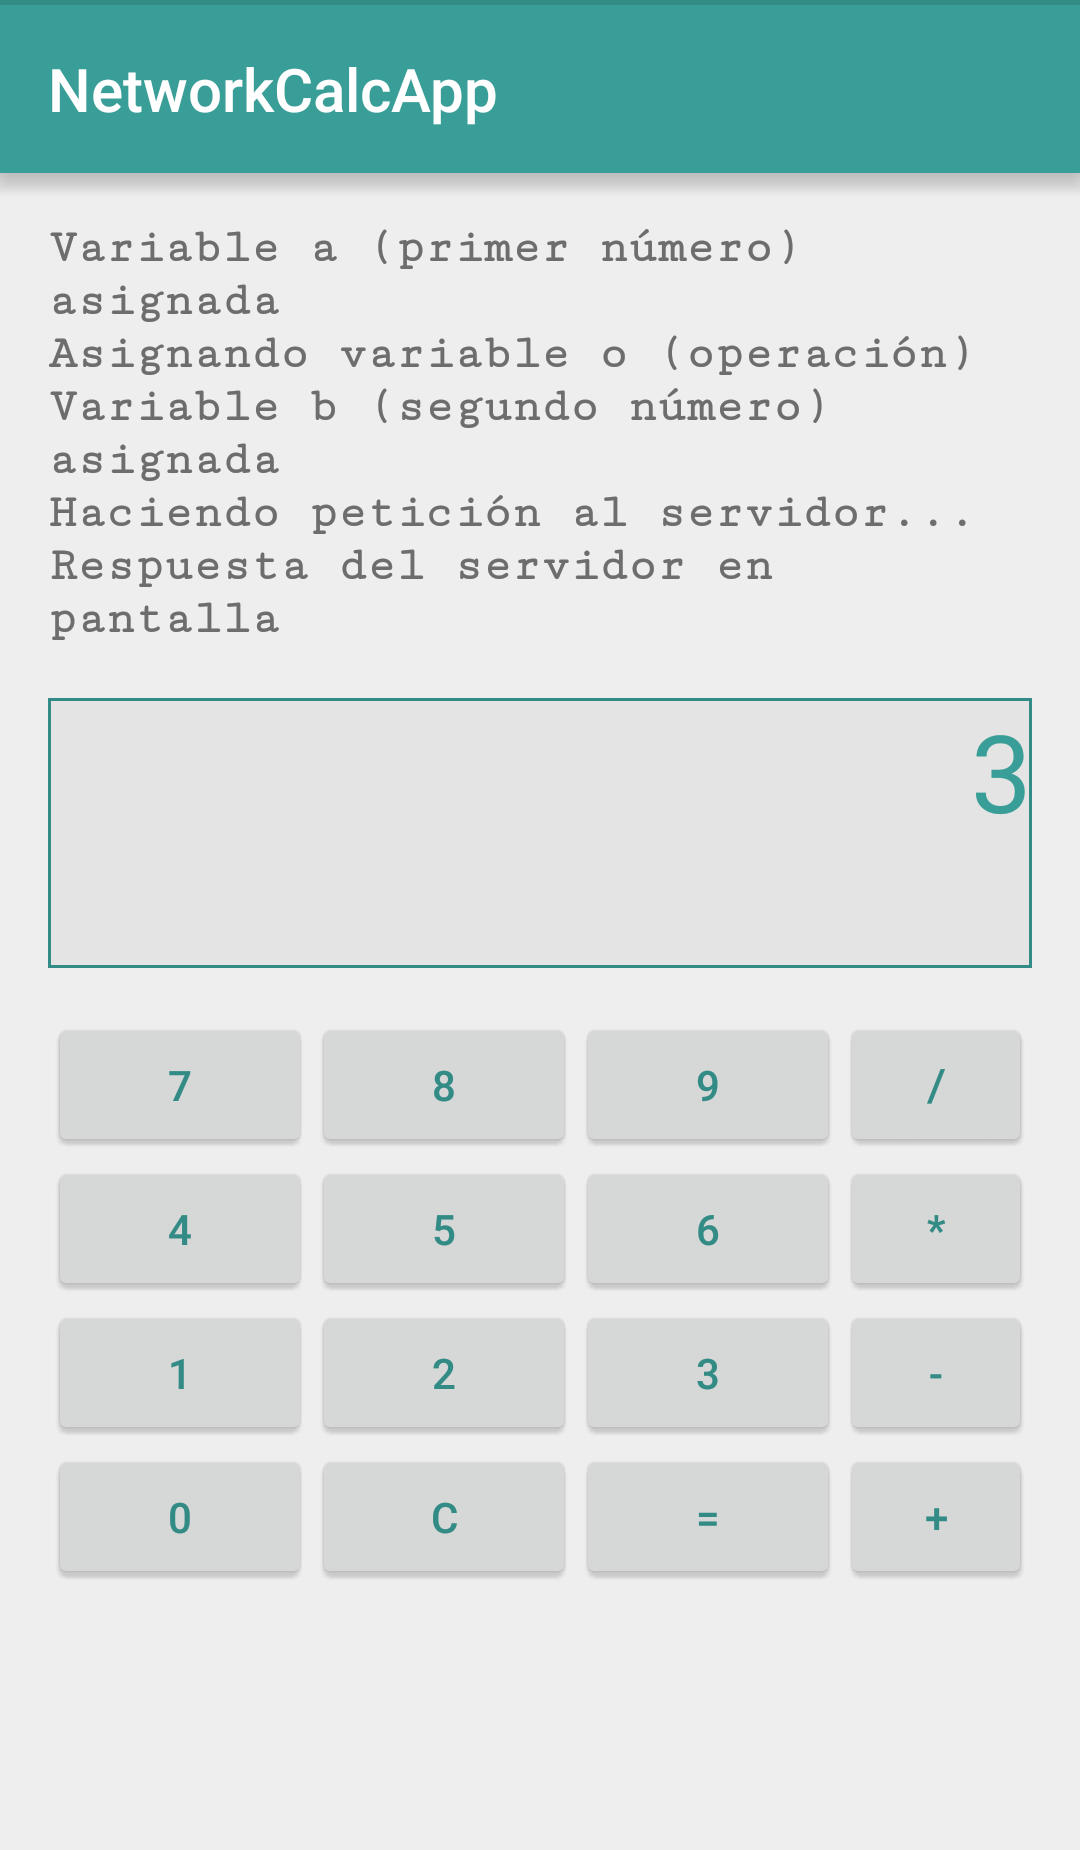 NetworkCalcApp
Variable a (primer número)
asignada
Asignando variable o (operación)
Variable b (segundo número)
asignada
Haciendo petición al servidor...
Respuesta del servidor en
pantalla
3
7 8 9 /
4 5 6 *
1 2 3 -
0 C = +